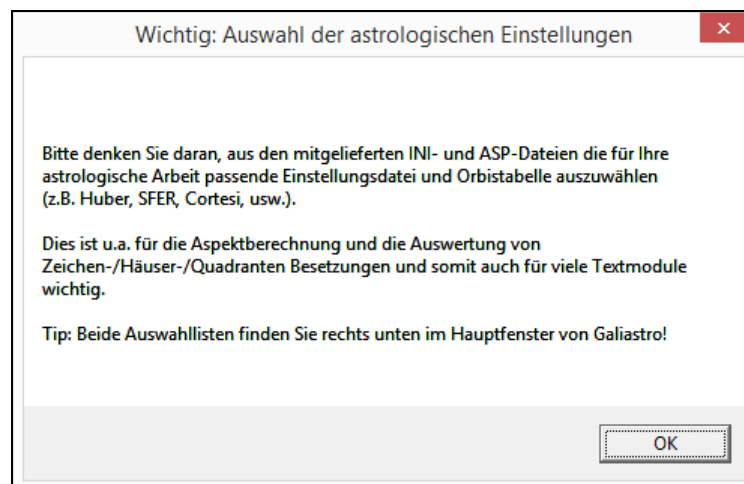 Wichtig: Auswahl der astrologischen Einstellungen
Bitte denken Sie daran, aus den mitgelieferten INI- und ASP-Dateien die für Ihre
astrologische Arbeit passende Einstellungsdatei und Orbistabelle auszuwählen
(z.B. Huber, SFER, Cortesi, usw.).
Dies ist u.a. für die Aspektberechnung und die Auswertung von
Zeichen-/Häuser-/Quadranten Besetzungen und somit auch für viele Textmodule
wichtig.
Tip: Beide Auswahllisten finden Sie rechts unten im Hauptfenster von Galiastro!
OK